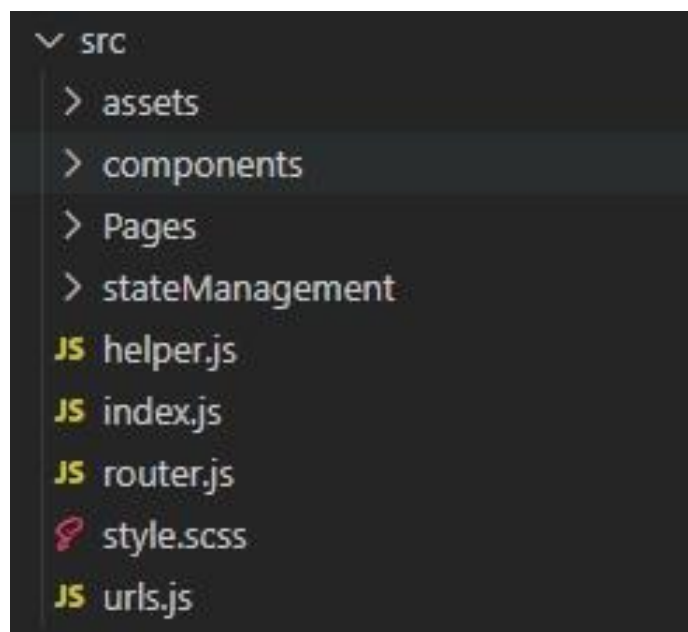 src
assets
components
Pages
stateManagement
JS helper.js
JS index.js
JS router.js
style.scss
JS urls.js